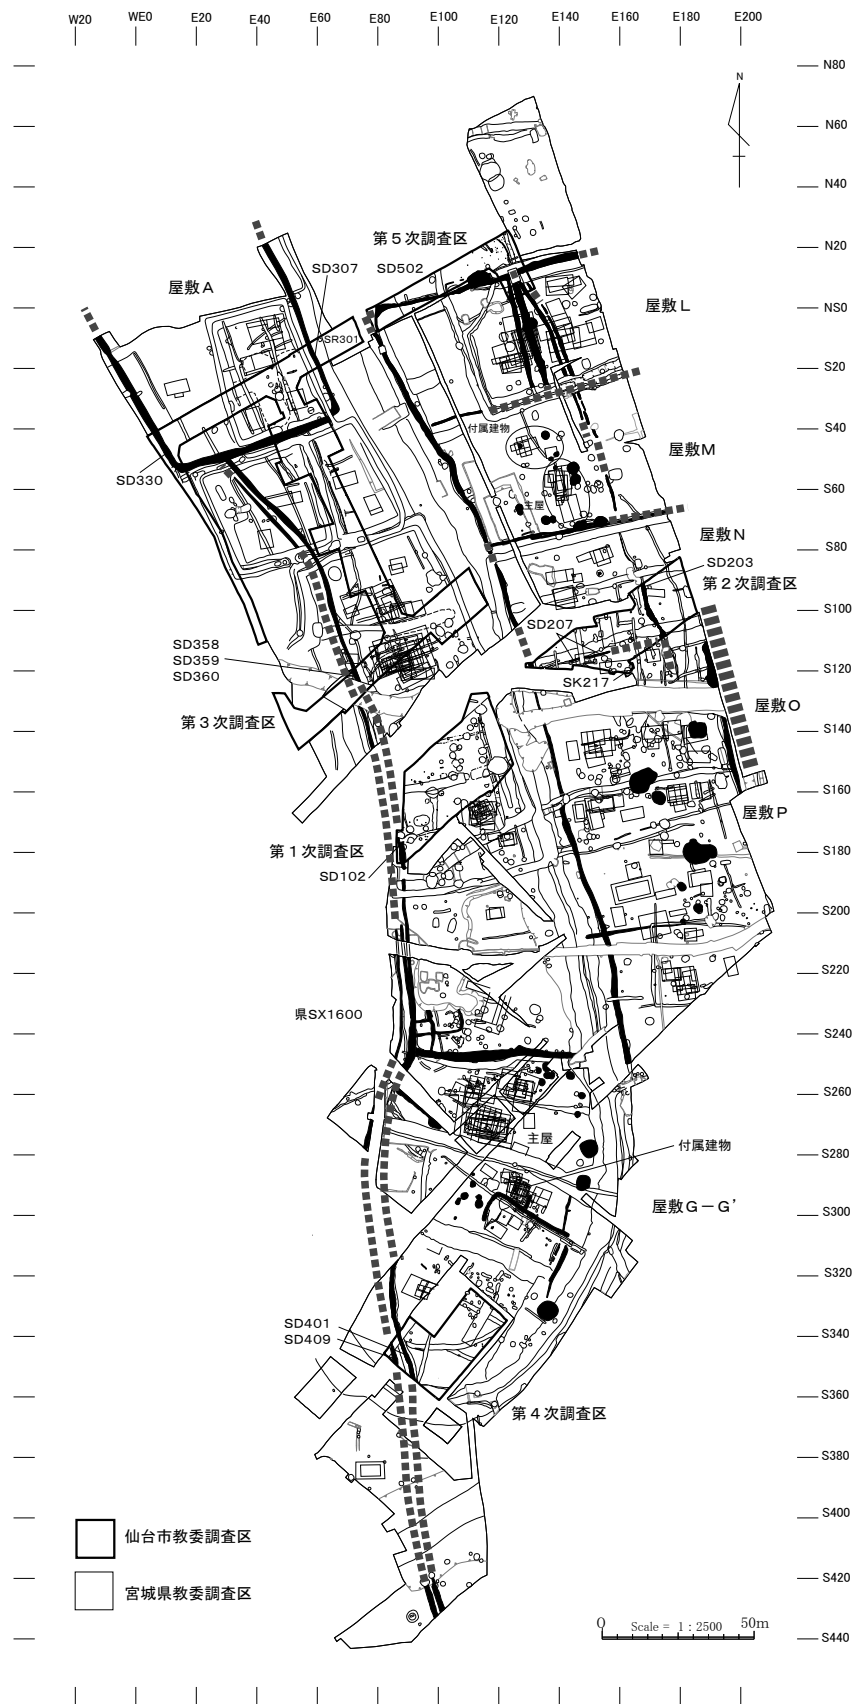 W20 WE0 E20 E40 E60 E80 E100 E120 E140 E160 E180 E200
N80
N
N60
N40
N20
第５次調査区
SD307 SD502
屋敷Ａ
NS0
屋敷Ｌ
SR301
S20
S40
付属建物
屋敷Ｍ
SD330
S60
主屋
屋敷Ｎ
S80
SD203
第２次調査区
S100
SD207
SD358
SD359
SD360
S120
SK217
屋敷Ｏ
第３次調査区
S140
S160
屋敷Ｐ
第１次調査区
S180
SD102
S200
S220
県SX1600
S240
S260
主屋
付属建物
S280
屋敷Ｇ－Ｇ’
S300
S320
SD401
SD409
S340
S360
第４次調査区
S380
S400
仙台市教委調査区
S420
宮城県教委調査区
0 Scale = 1 : 2500 50m
S440